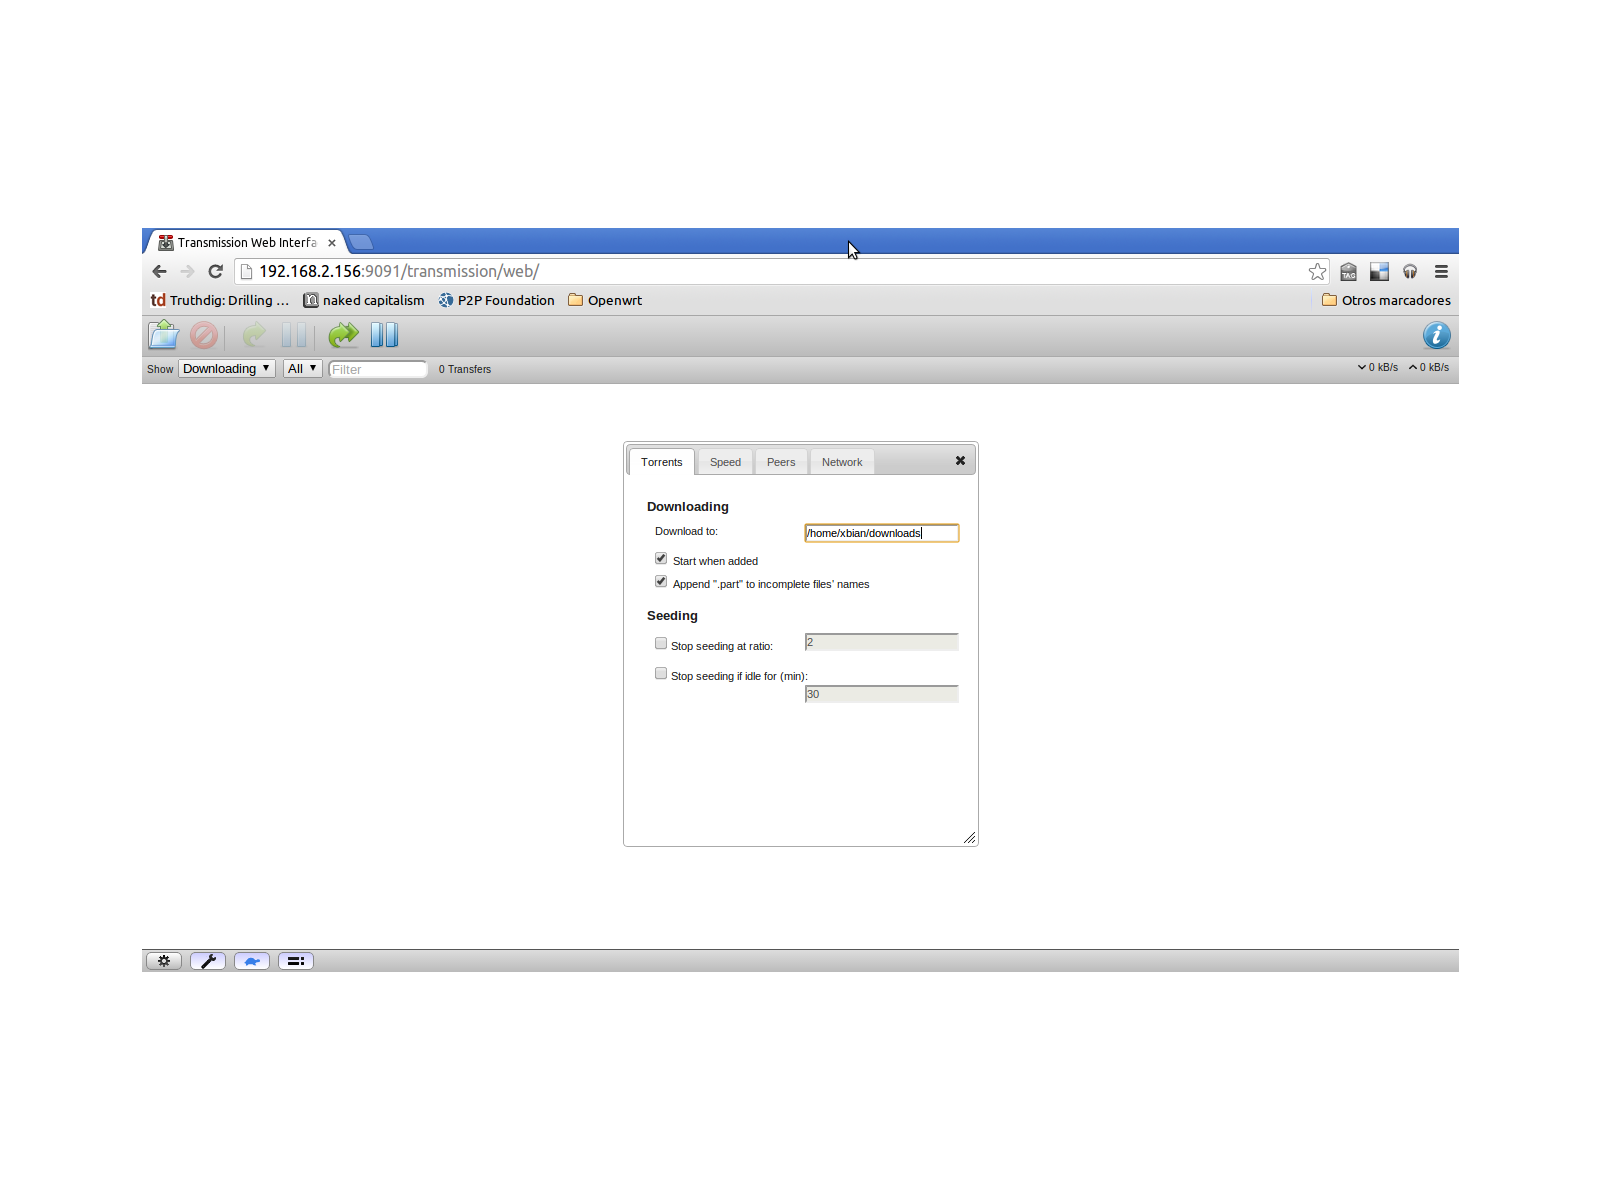 Transmission Web Interfa
192.168.2.156:9091/transmission/web/
TAG
td Truthdig: Drilling ... n naked capitalism P2P Foundation Openwrt Otros marcadores
Show Downloading All Filter 0 Transfers 0 kB/s 0 kB/s
Torrents Speed Peers Network
Downloading
Download to: /home/xbian/downloads
Start when added
Append ".part" to incomplete files' names
Seeding
Stop seeding at ratio: 2
Stop seeding if idle for (min):
30